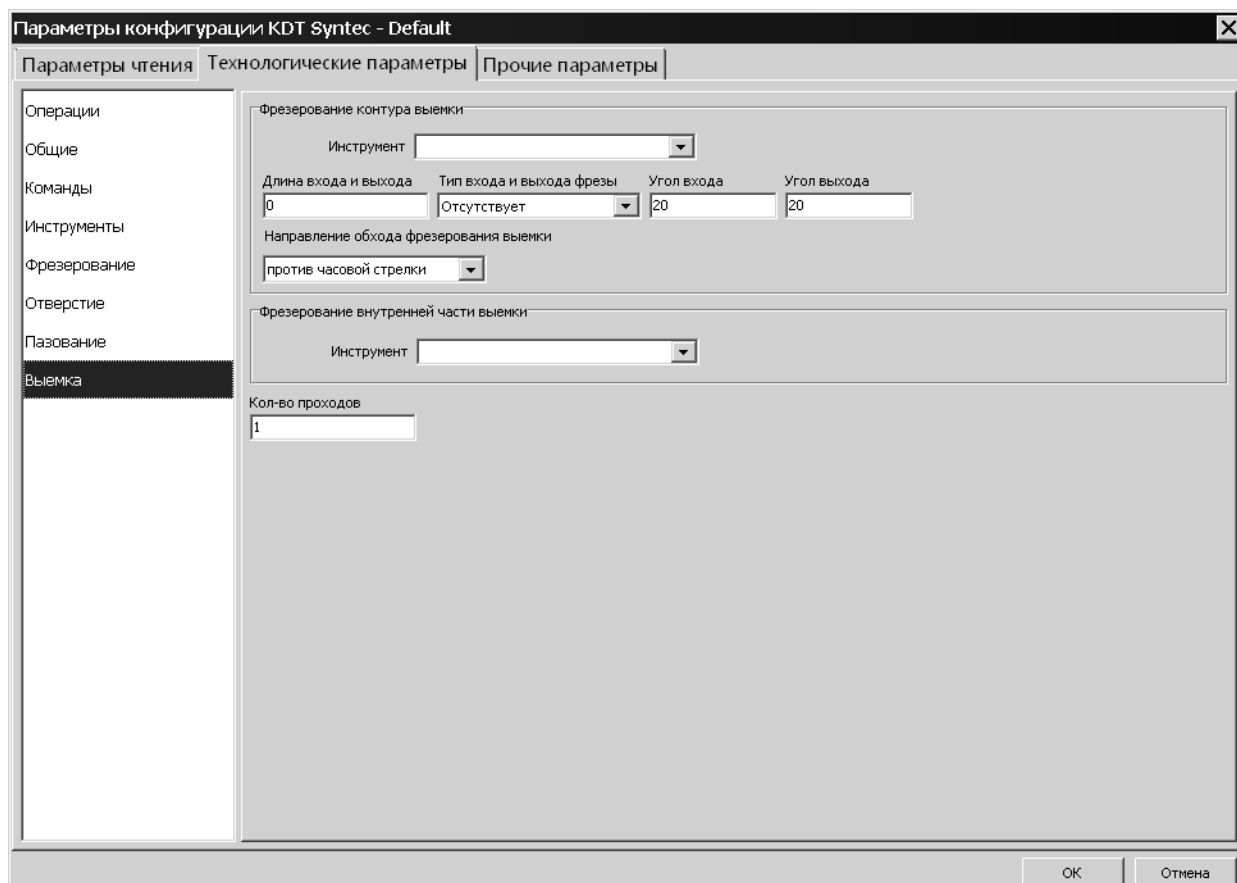 Параметры конфигурации KDT Syntec - Default
Параметры чтения Технологические параметры Прочие параметры
Операции
Общие
Команды
Инструменты
Фрезерование
Отверстие
Пазование
Выемка
Фрезерование контура выемки
Инструмент
Длина входа и выхода Тип входа и выхода фрезы Угол входа Угол выхода
0 Отсутствует 20 20
Направление обхода фрезерования выемки
против часовой стрелки
Фрезерование внутренней части выемки
Инструмент
Кол-во проходов
1
ОК Отмена